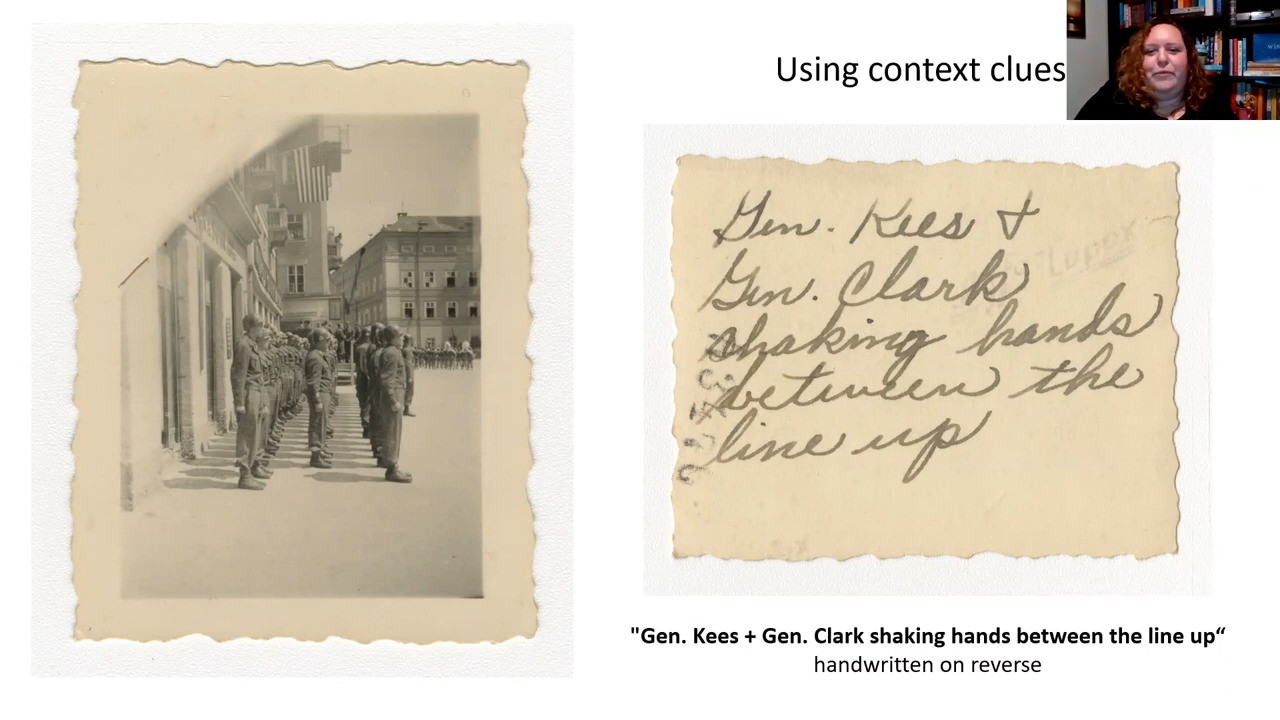 Using context clues
Gen. Kees +
Gen. Clark
shaking hands
between the
line up
"Gen. Kees + Gen. Clark shaking hands between the line up“
handwritten on reverse